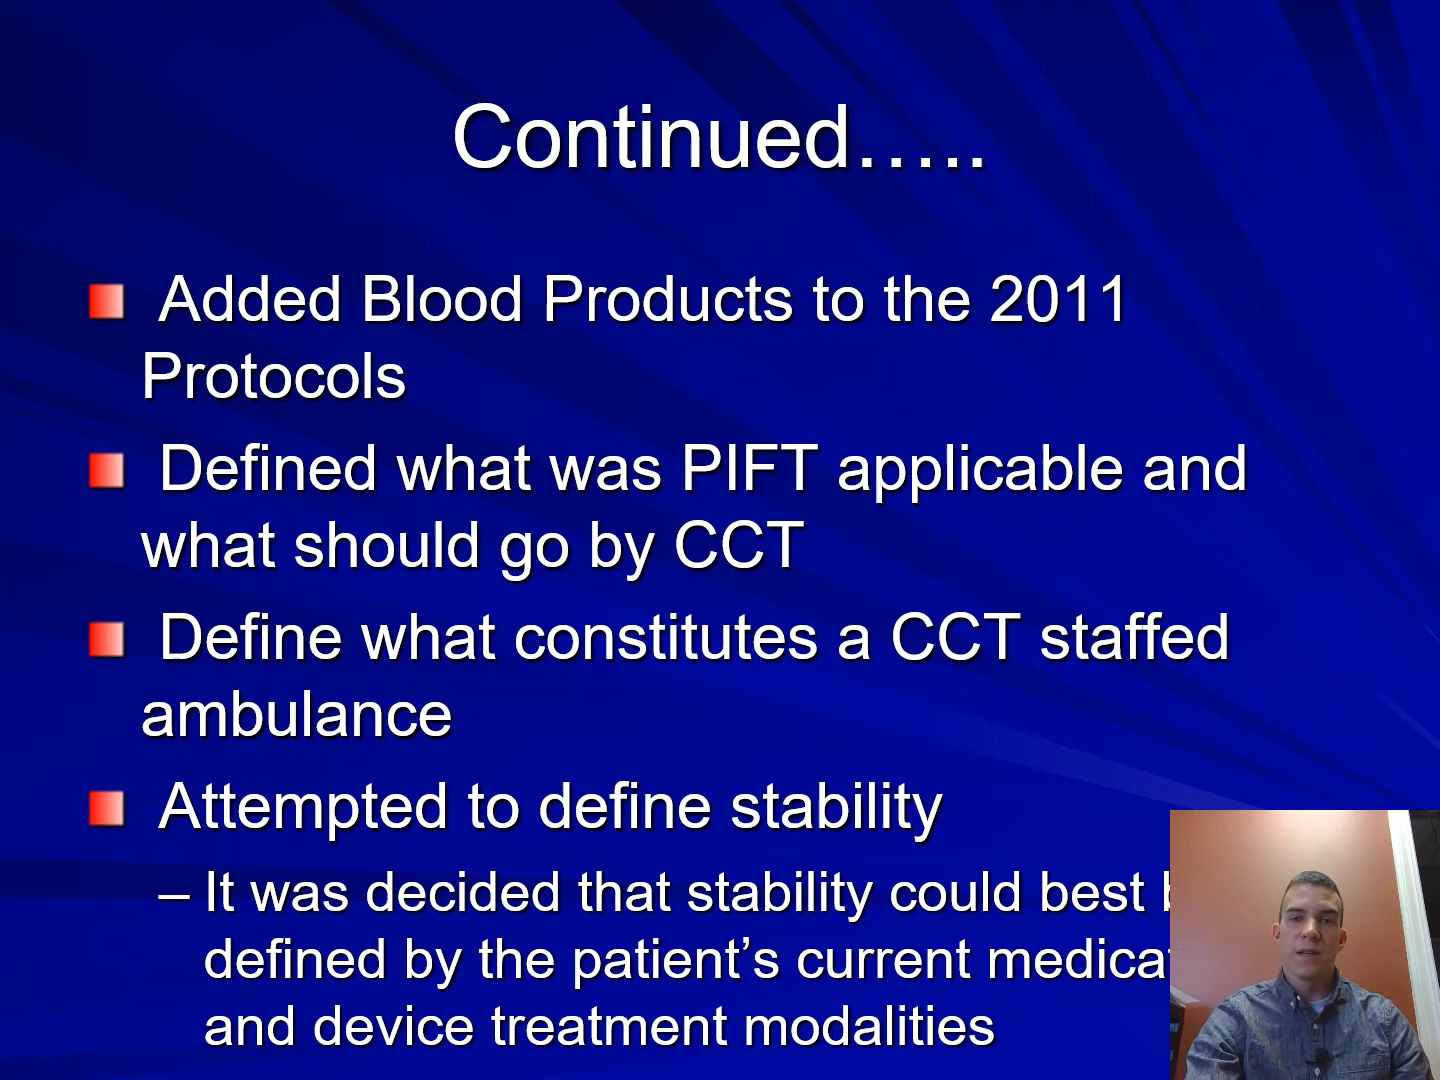 Continued…..
Added Blood Products to the 2011
Protocols
Defined what was PIFT applicable and
what should go by CCT
Define what constitutes a CCT staffed
ambulance
Attempted to define stability
– It was decided that stability could best
defined by the patient’s current
and device treatment modalities